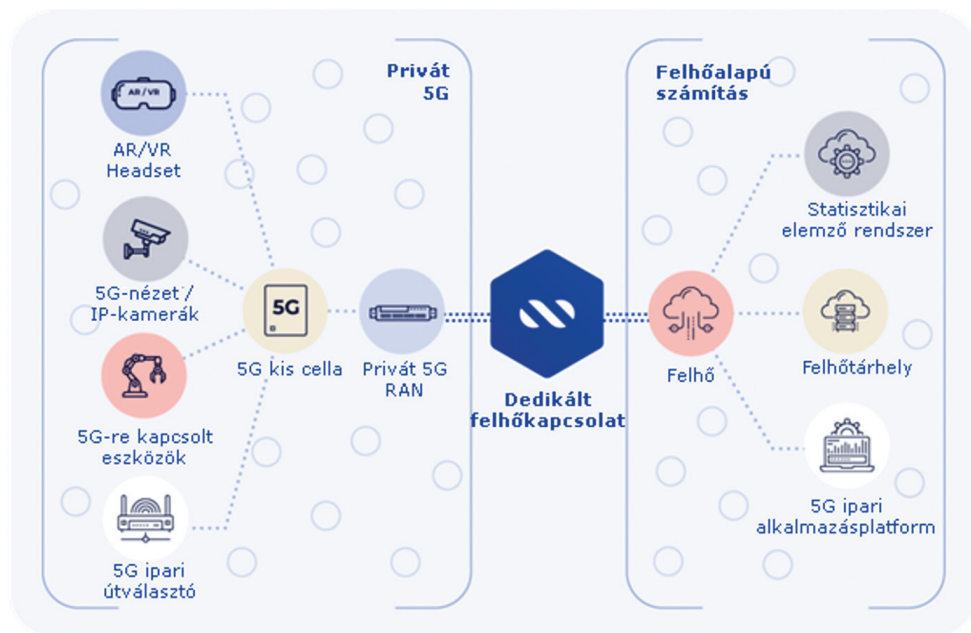 Privát
5G
AR/VR
AR/VR
Headset
5G-nézet /
IP-kamerák
5G-re kapcsolt
eszközök
5G ipari
útválasztó
5G
5G kis cella
Privát 5G
RAN
Dedikált
felhőkapcsolat
Felhőalapú
számítás
Felhő
Statisztikai
elemző rendszer
Felhőtárhely
5G ipari
alkalmazásplatform